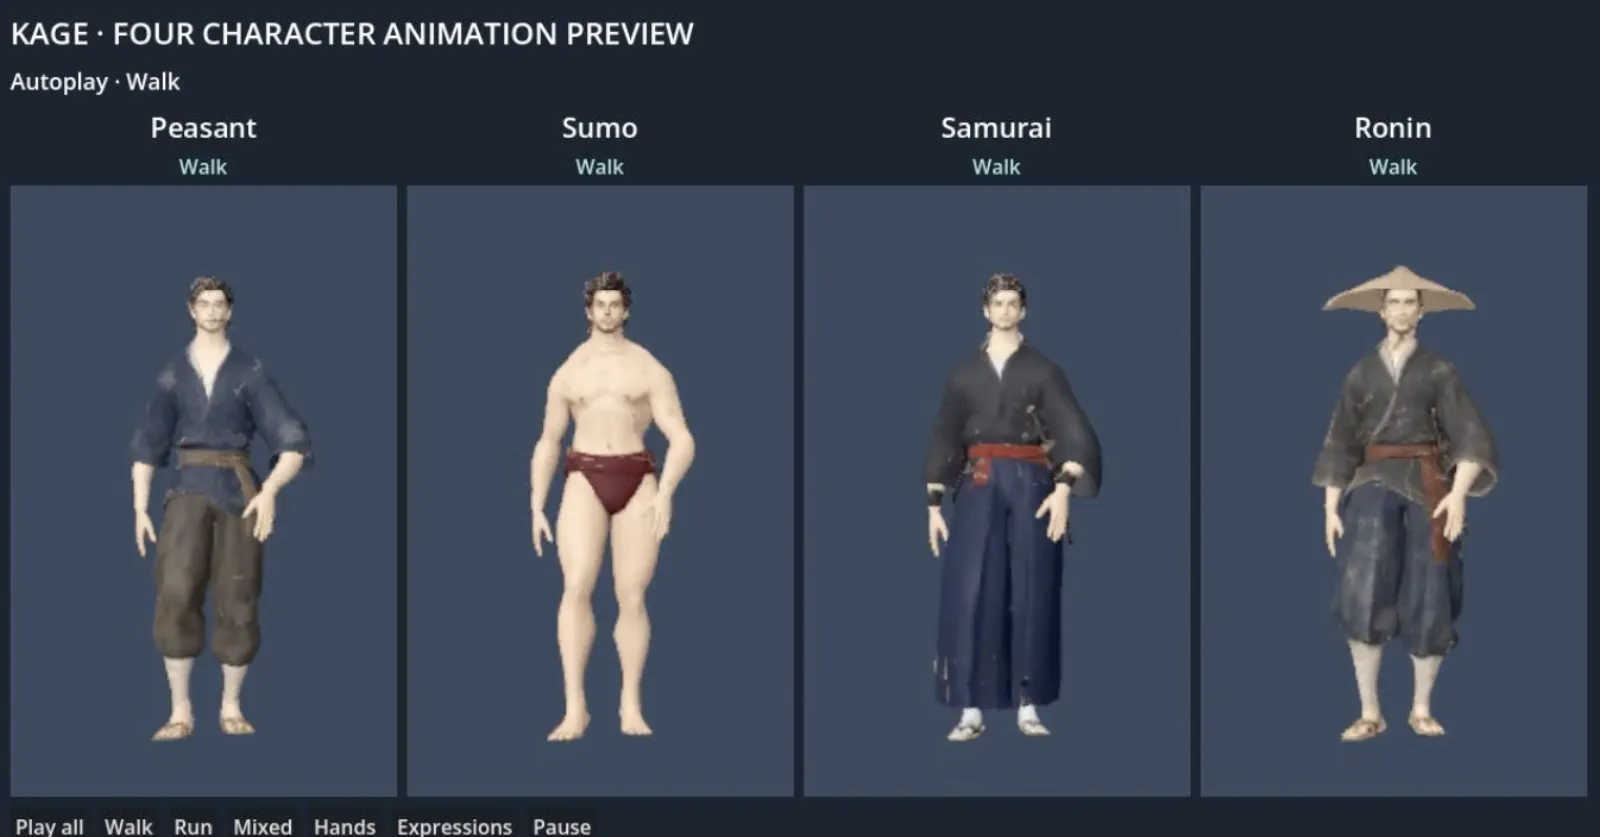 KAGE · FOUR CHARACTER ANIMATION PREVIEW
Autoplay · Walk
Peasant Sumo Samurai Ronin
Walk Walk Walk Walk
Play all Walk Run Mixed Hands Expressions Pause